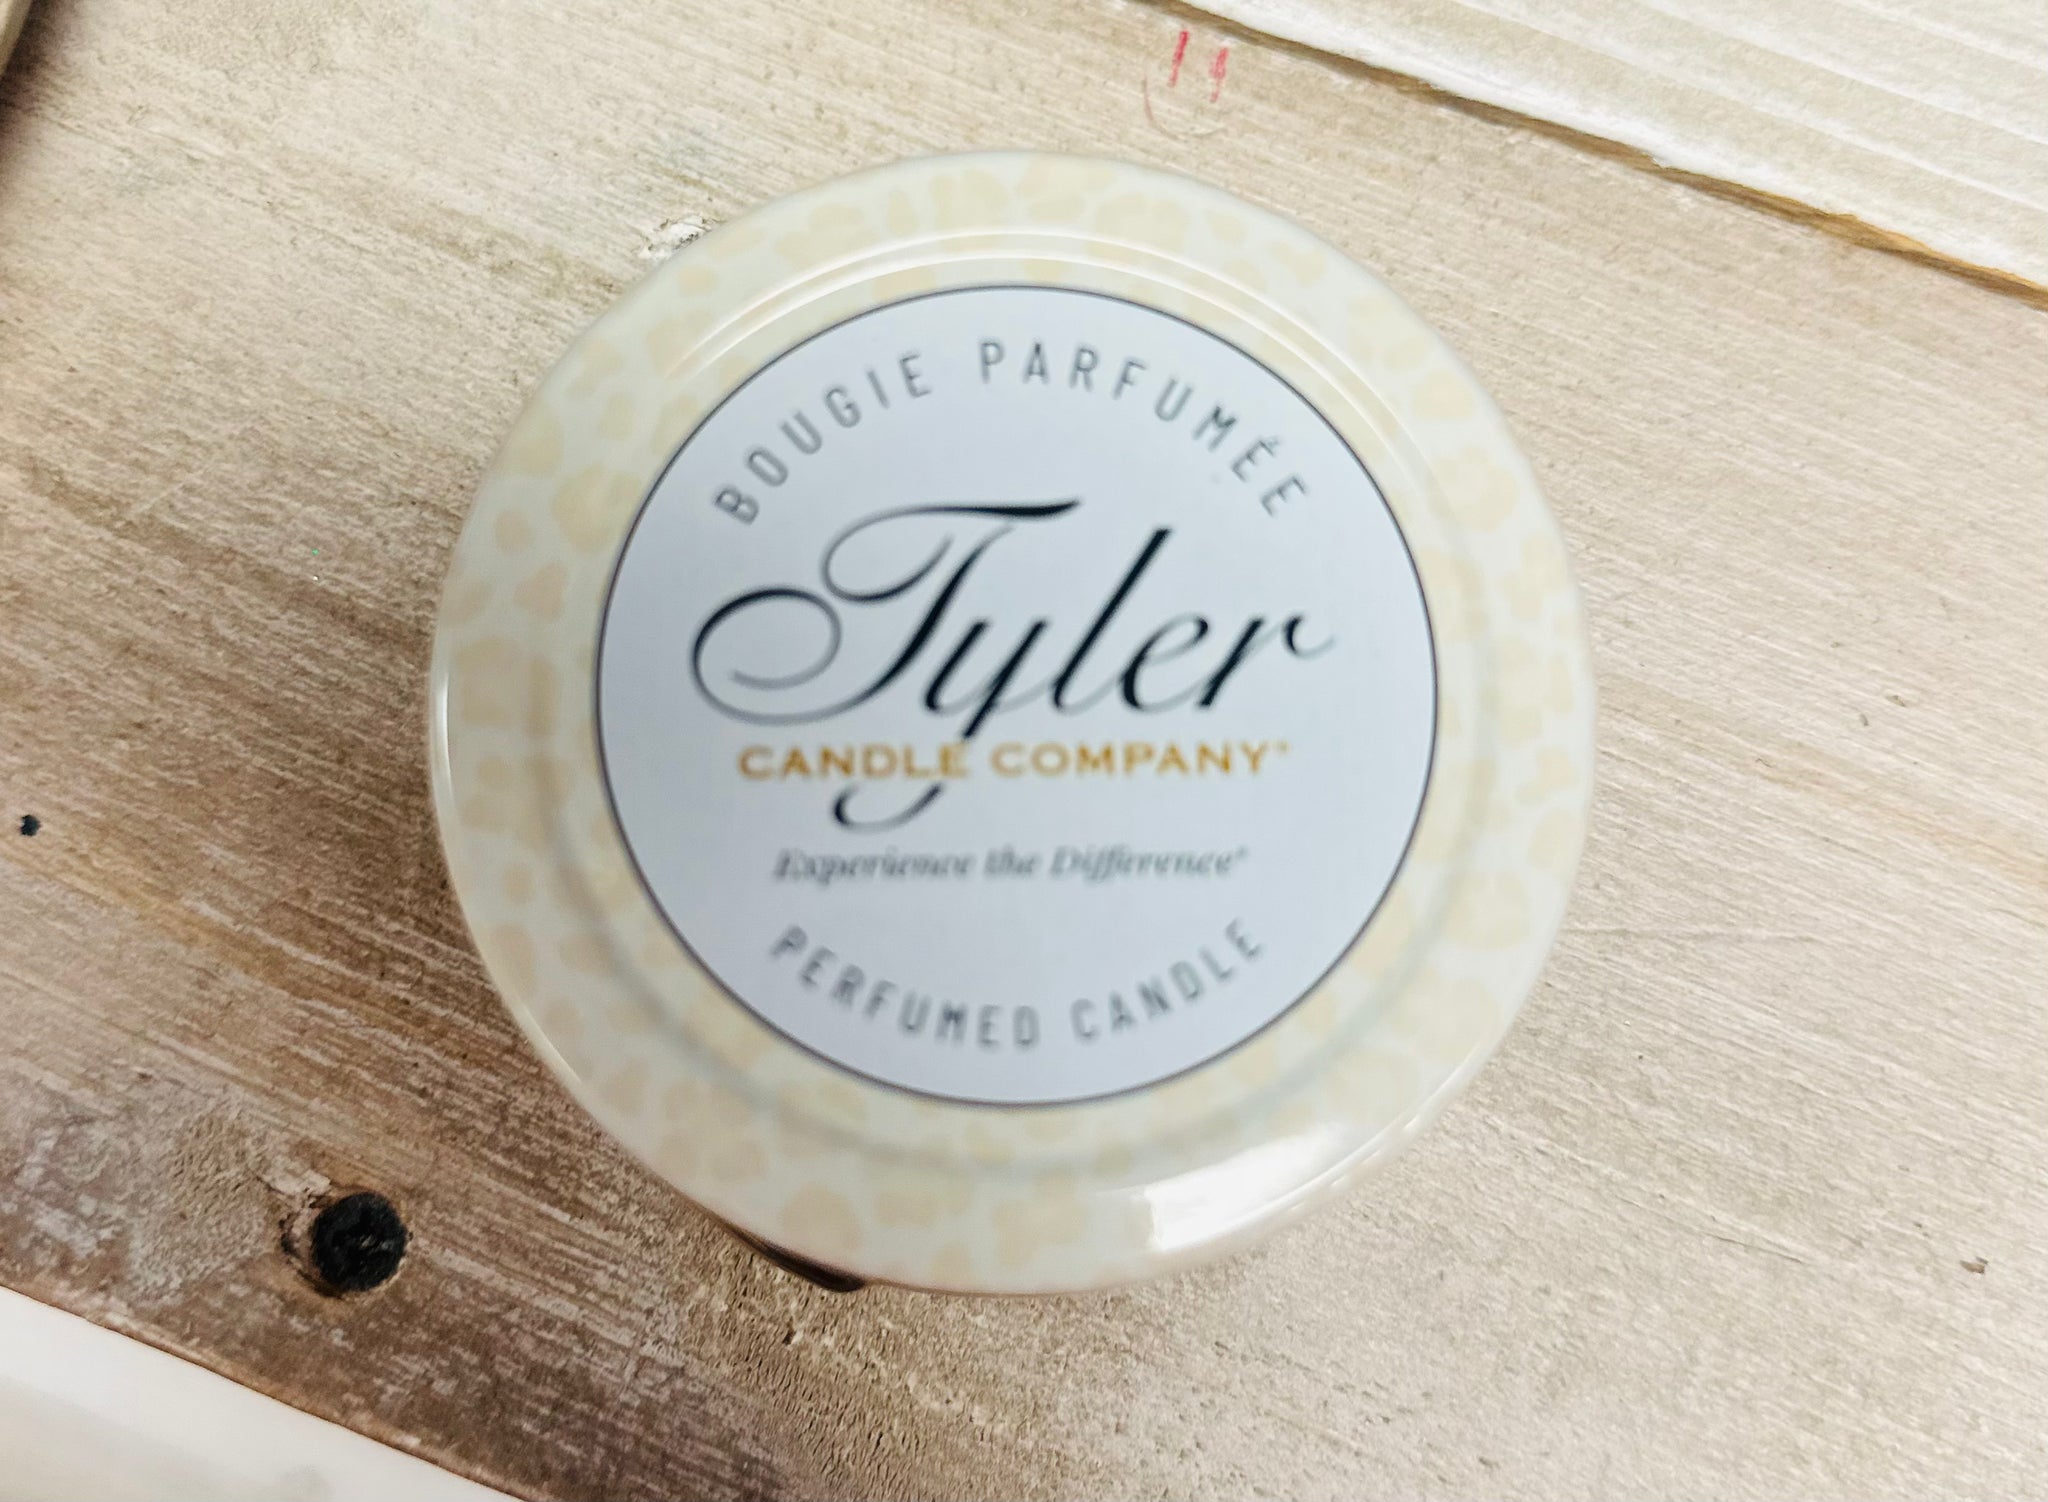 BOUGIE PARFUMÉE
Tyler
CANDLE COMPANY®
Experience the Difference®
PERFUMED CANDLE